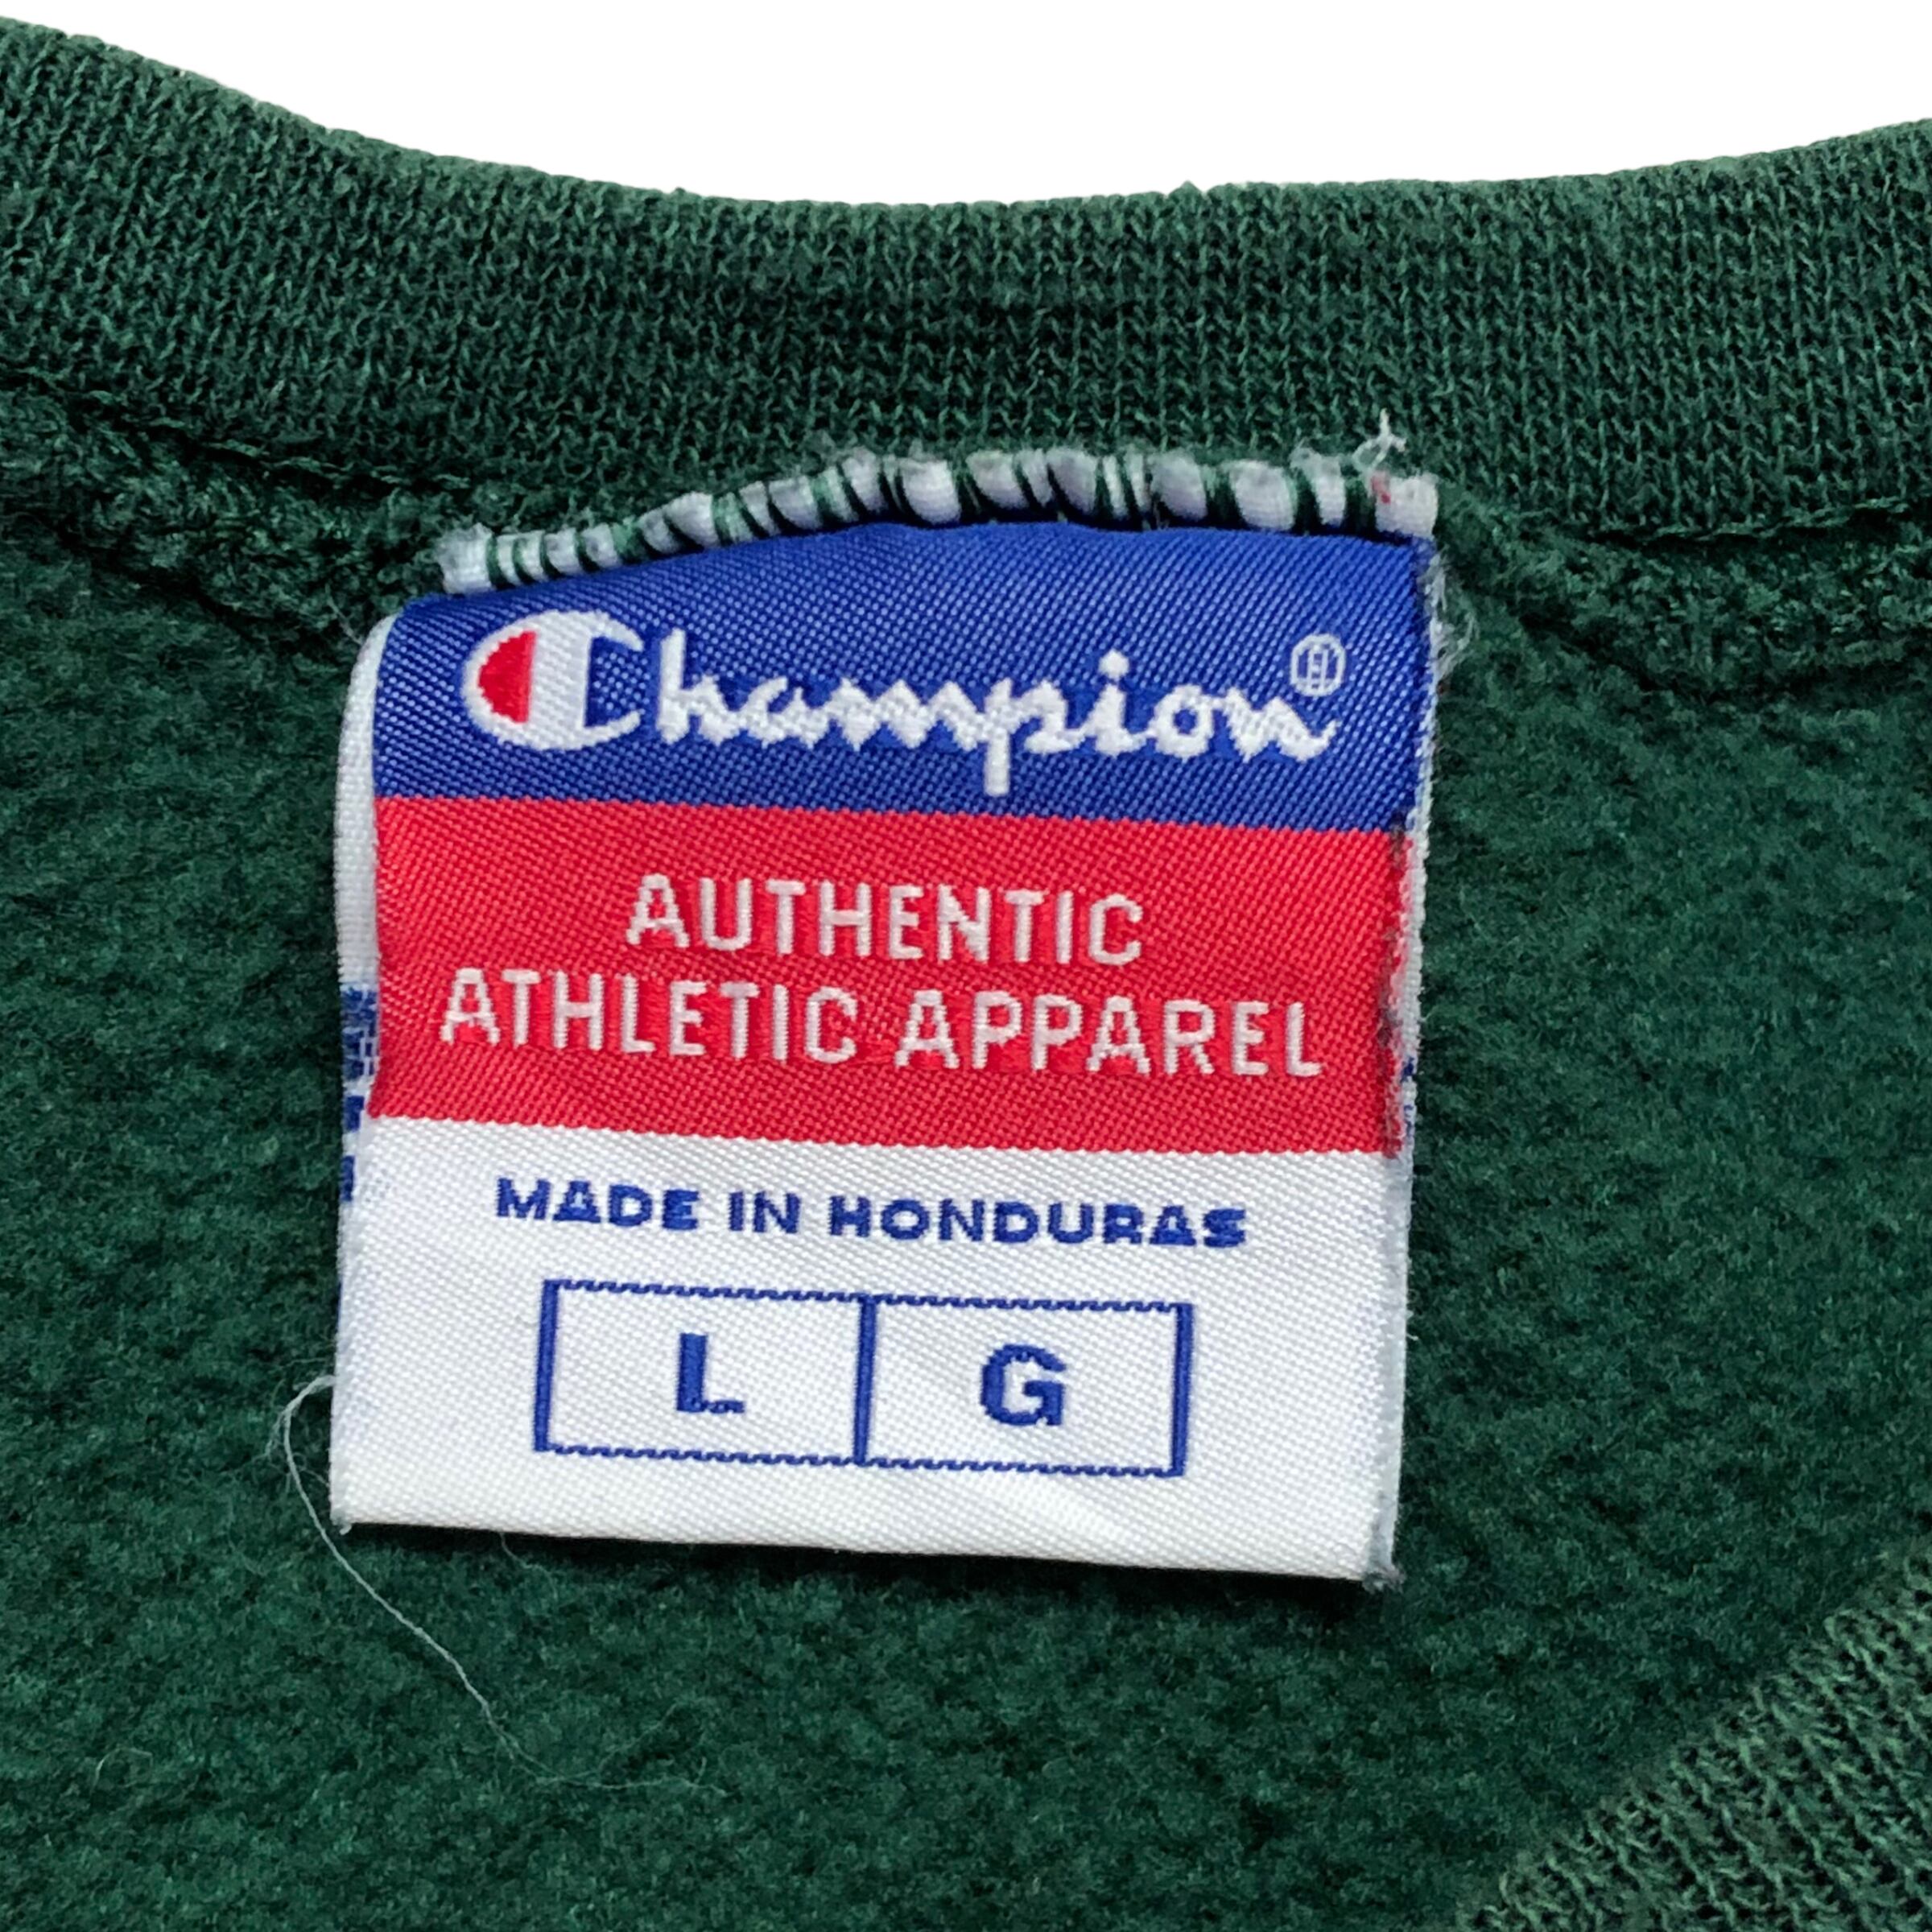 Champion®
AUTHENTIC
ATHLETIC APPAREL
MADE IN HONDURAS
L G